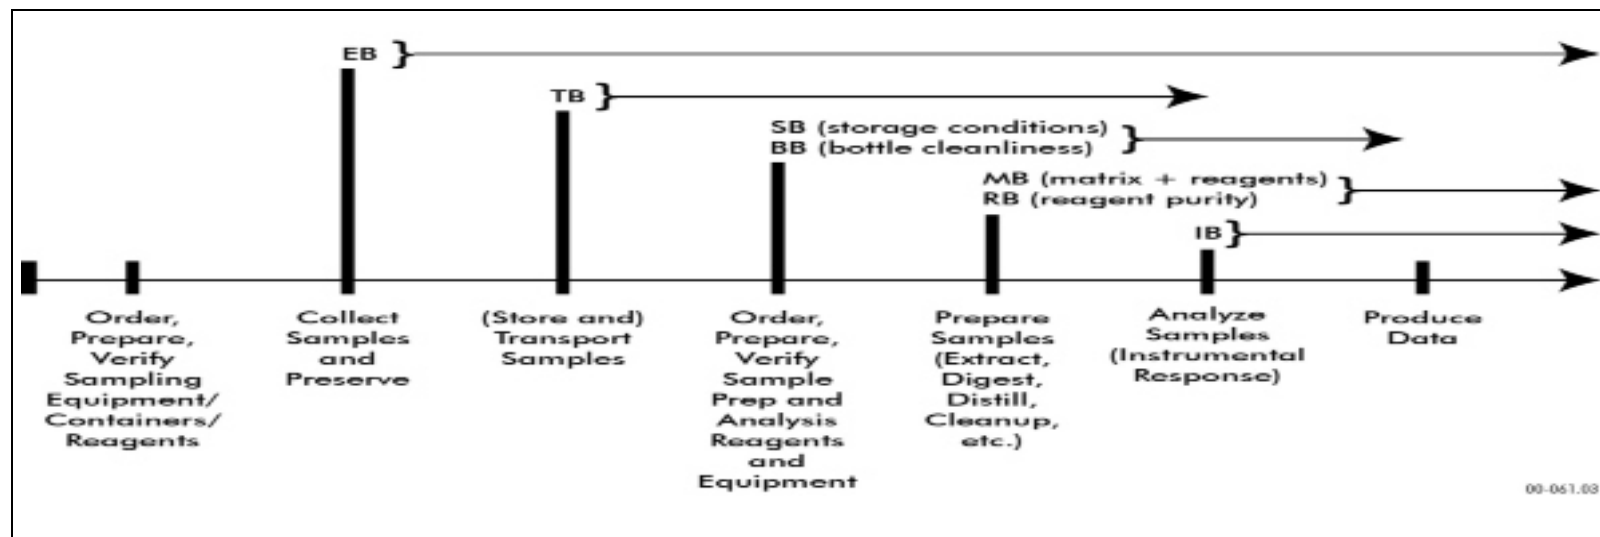 EB }
TB }
SB (storage conditions)
BB (bottle cleanliness) }
MB (matrix + reagents)
RB (reagent purity) }
IB }
Order,
Prepare,
Verify
Sampling
Equipment/
Containers/
Reagents
Collect
Samples
and
Preserve
(Store and)
Transport
Samples
Order,
Prepare,
Verify
Sample
Prep and
Analysis
Reagents
and
Equipment
Prepare
Samples
(Extract,
Digest,
Distill,
Cleanup,
etc.)
Analyze
Samples
(Instrumental
Response)
Produce
Data
00-061.03